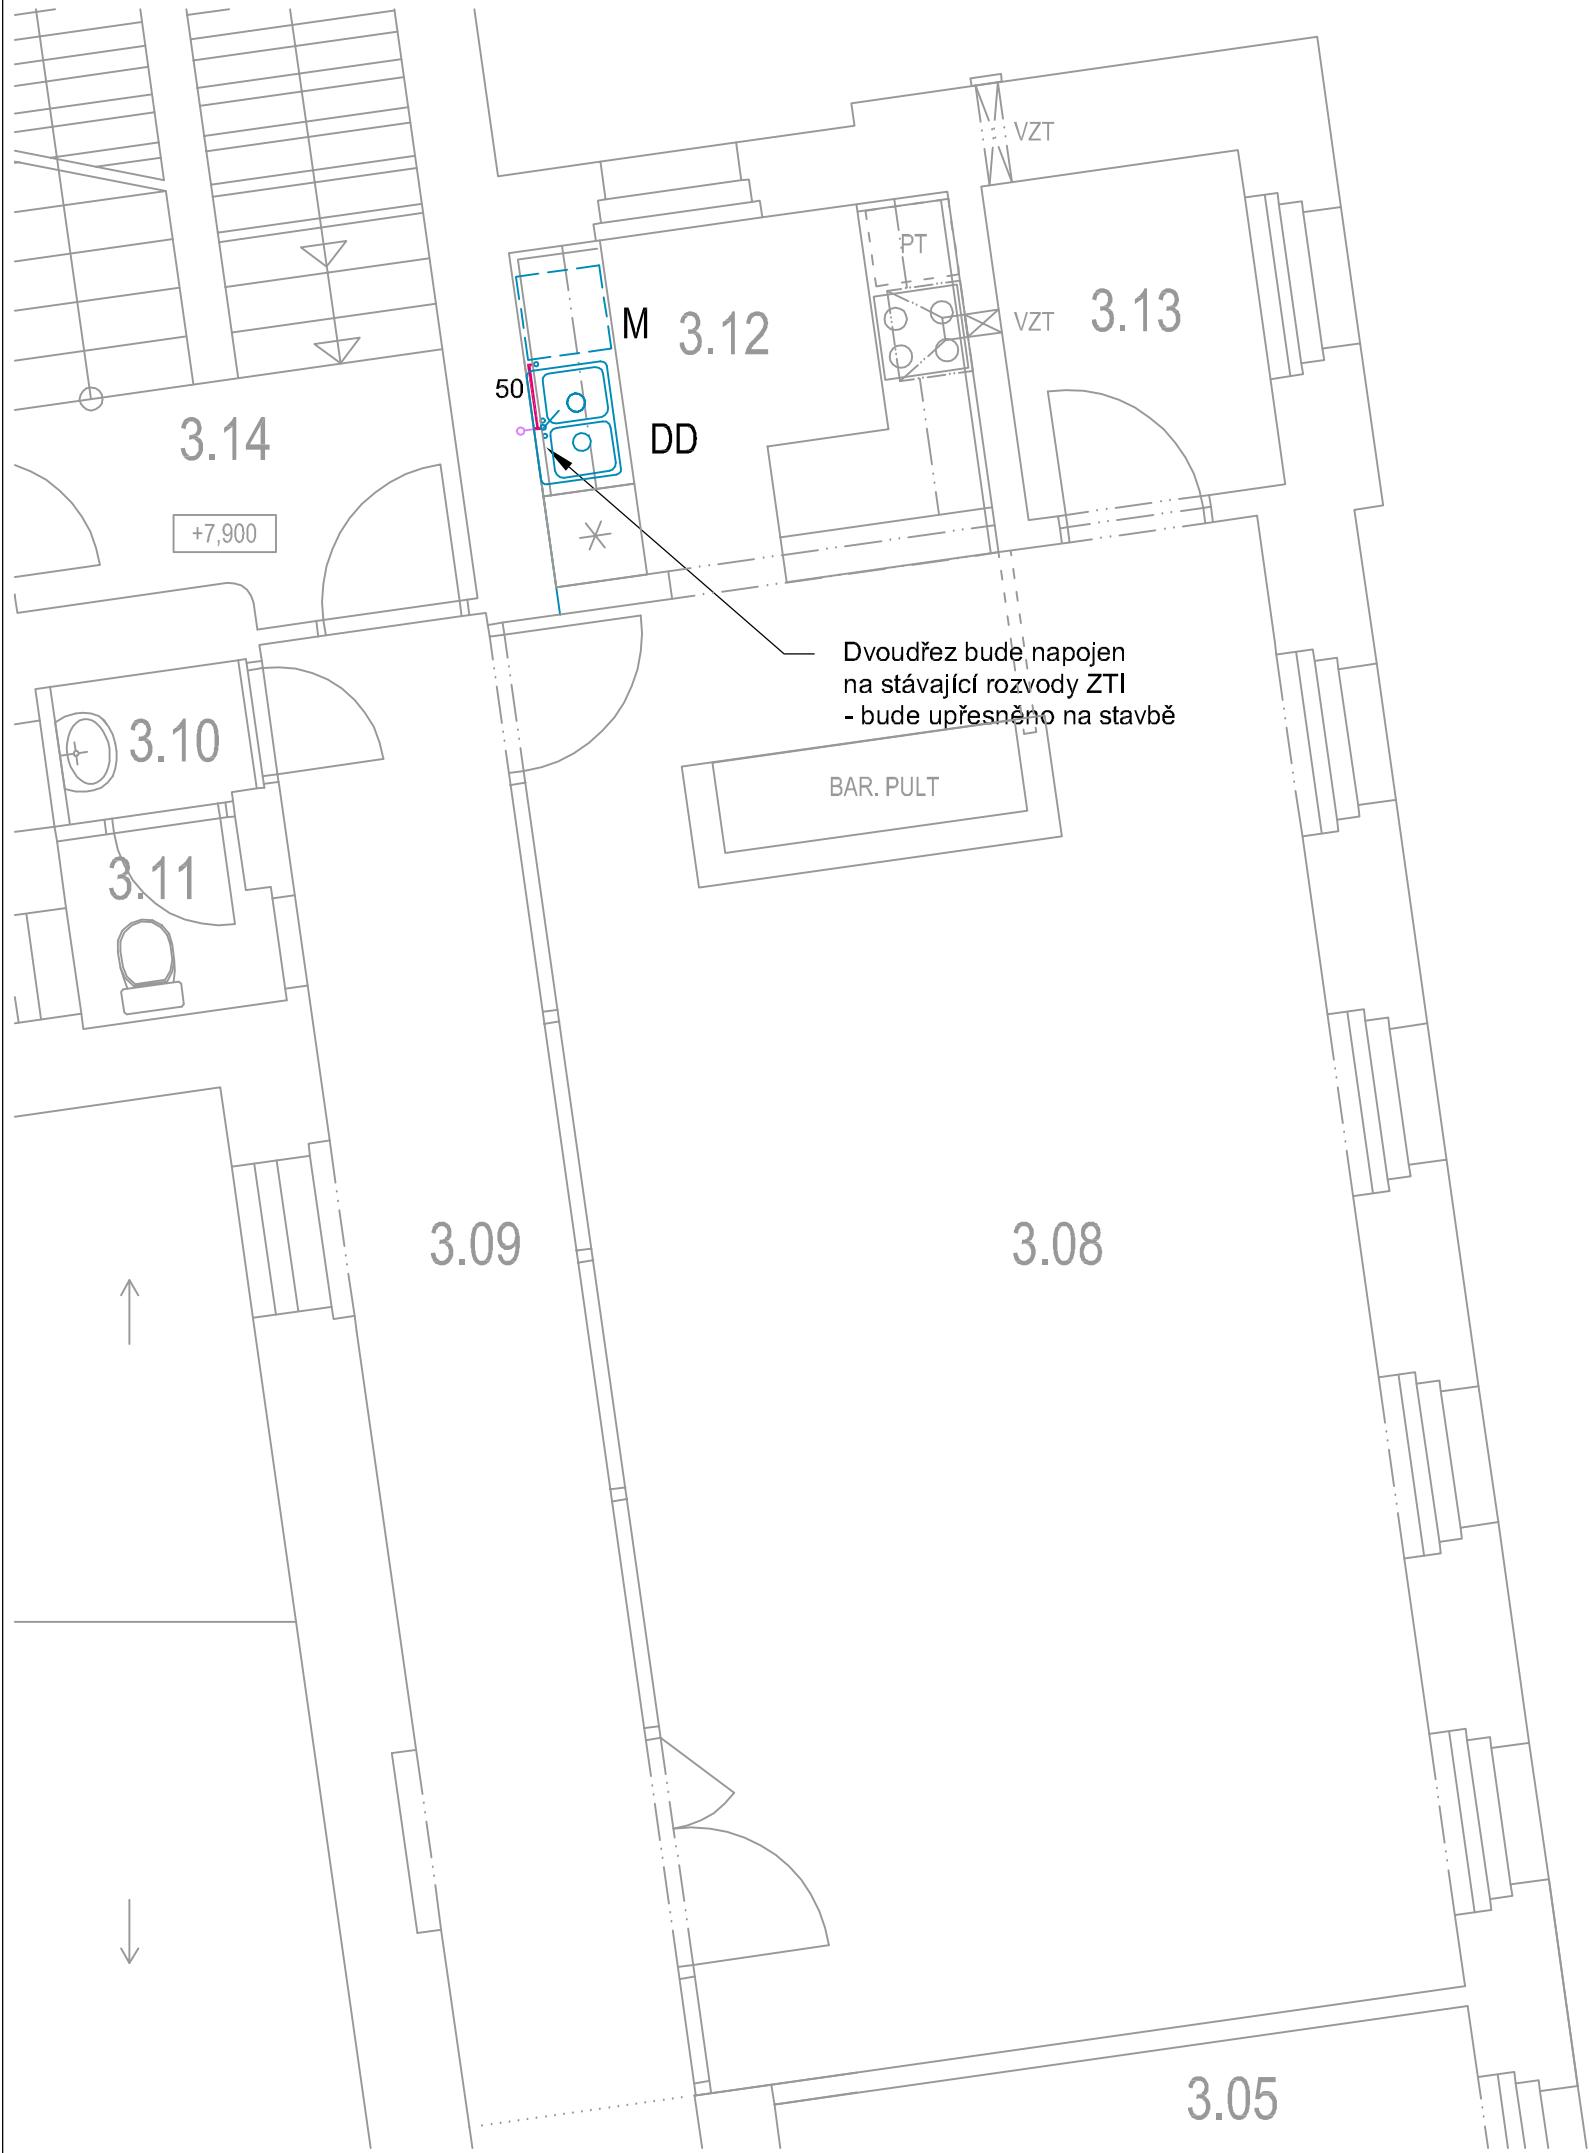 VZT
PT
M
3.12
VZT
3.13
50
3.14
DD
+7,900
Dvoudřez bude napojen
na stávající rozvody ZTI
- bude upřesněno na stavbě
3.10
BAR. PULT
3.11
3.09
3.08
3.05